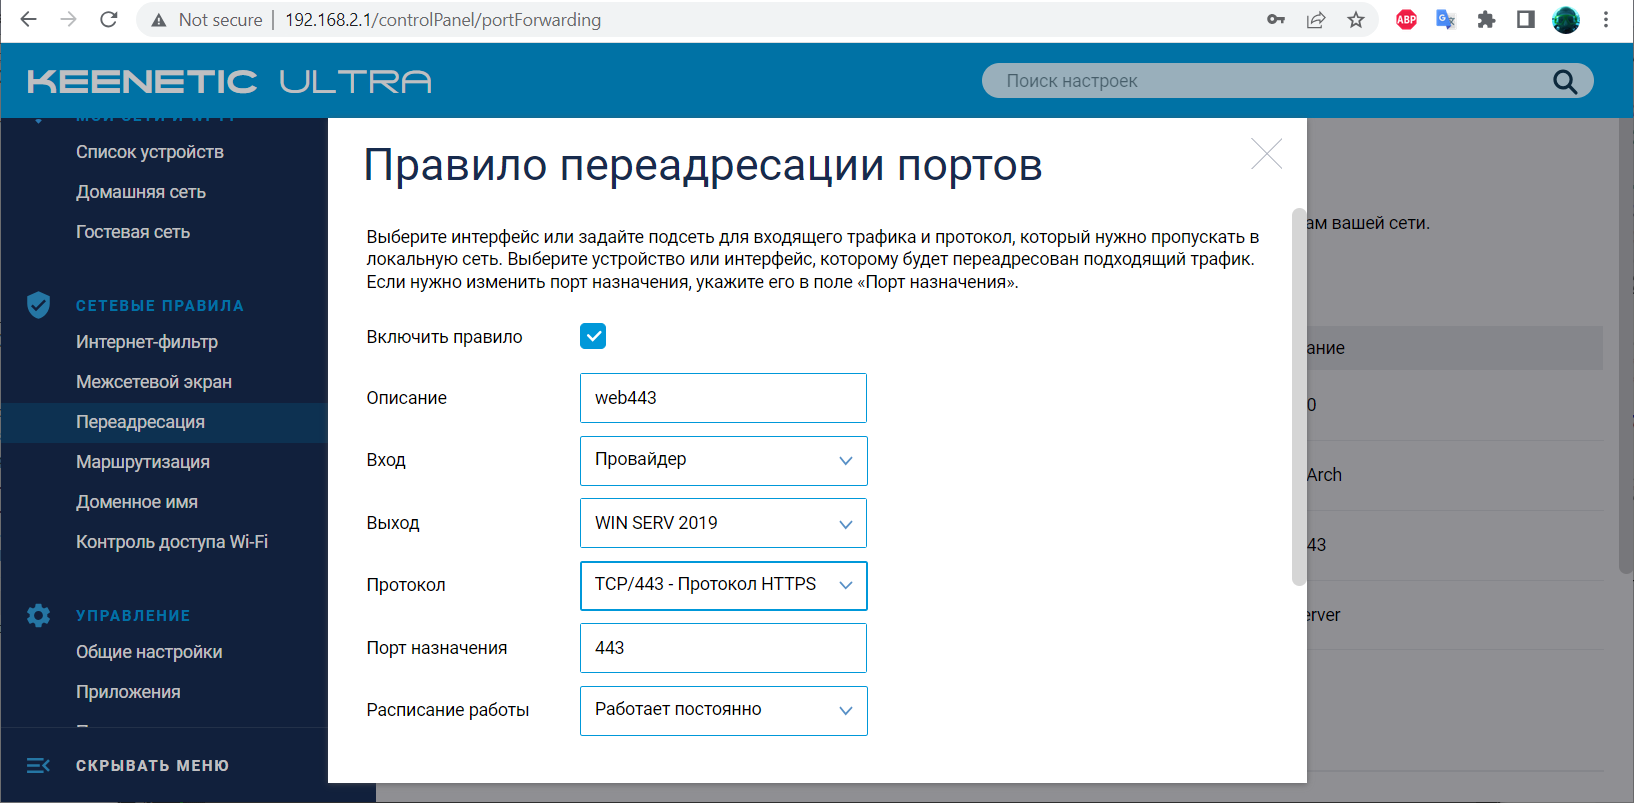 Not secure | 192.168.2.1/controlPanel/portForwarding
ABP
KEENETIC ULTRA
Поиск настроек
Список устройств
Домашняя сеть
Гостевая сеть
СЕТЕВЫЕ ПРАВИЛА
Интернет-фильтр
Межсетевой экран
Переадресация
Маршрутизация
Доменное имя
Контроль доступа Wi-Fi
УПРАВЛЕНИЕ
Общие настройки
Приложения
СКРЫВАТЬ МЕНЮ
Правило переадресации портов
Выберите интерфейс или задайте подсеть для входящего трафика и протокол, который нужно пропускать в
локальную сеть. Выберите устройство или интерфейс, которому будет переадресован подходящий трафик.
Если нужно изменить порт назначения, укажите его в поле «Порт назначения».
Включить правило
Описание web443
Вход Провайдер
Выход WIN SERV 2019
Протокол TCP/443 - Протокол HTTPS
Порт назначения 443
Расписание работы Работает постоянно
ам вашей сети.
ание
0
Arch
43
erver